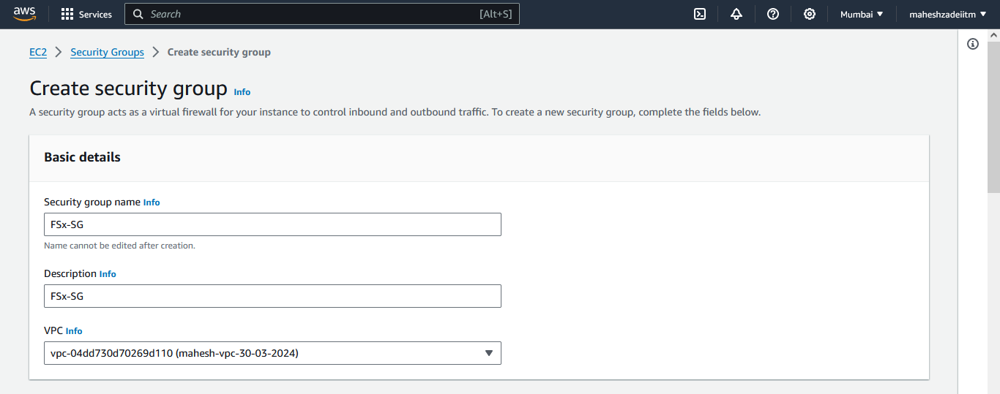 aws Services Search [Alt+S] Mumbai maheshzadeiitm
EC2 Security Groups Create security group
Create security group Info
A security group acts as a virtual firewall for your instance to control inbound and outbound traffic. To create a new security group, complete the fields below.
Basic details
Security group name Info
FSx-SG
Name cannot be edited after creation.
Description Info
FSx-SG
VPC Info
vpc-04dd730d70269d110 (mahesh-vpc-30-03-2024)